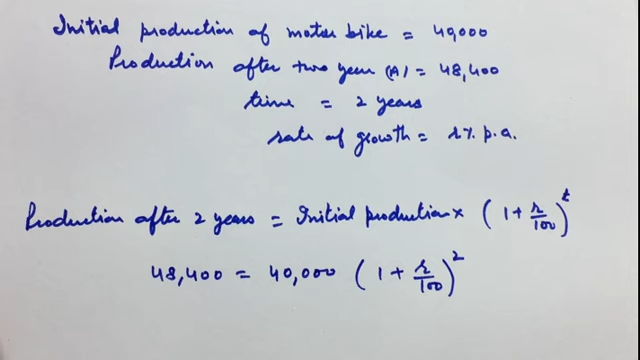 Initial production of motor bike = 40,000
Production after two year (A) = 48,400
time = 2 years
rate of growth = r% p.a.
Production after 2 years = Initial production × (1 + r/100)^t
48,400 = 40,000 (1 + r/100)^2